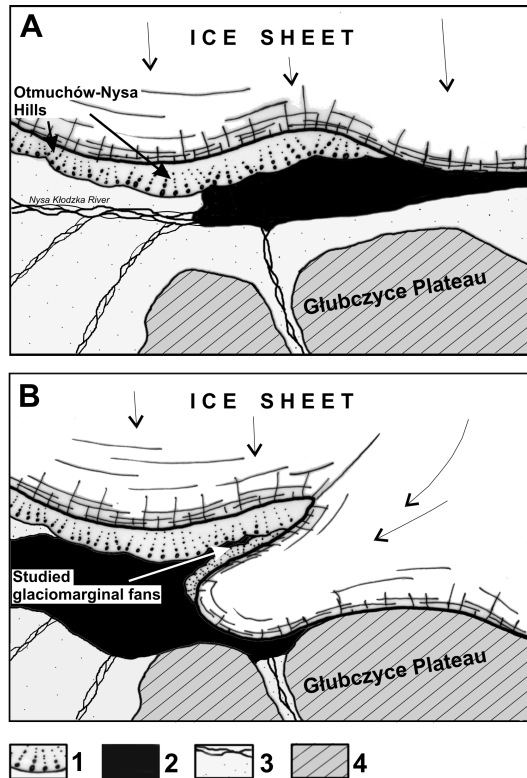 A
ICE SHEET
Otmuchów-Nysa
Hills
Nysa Kłodzka River
Głubczyce Plateau
B
ICE SHEET
Studied
glaciomarginal fans
Głubczyce Plateau
1 2 3 4